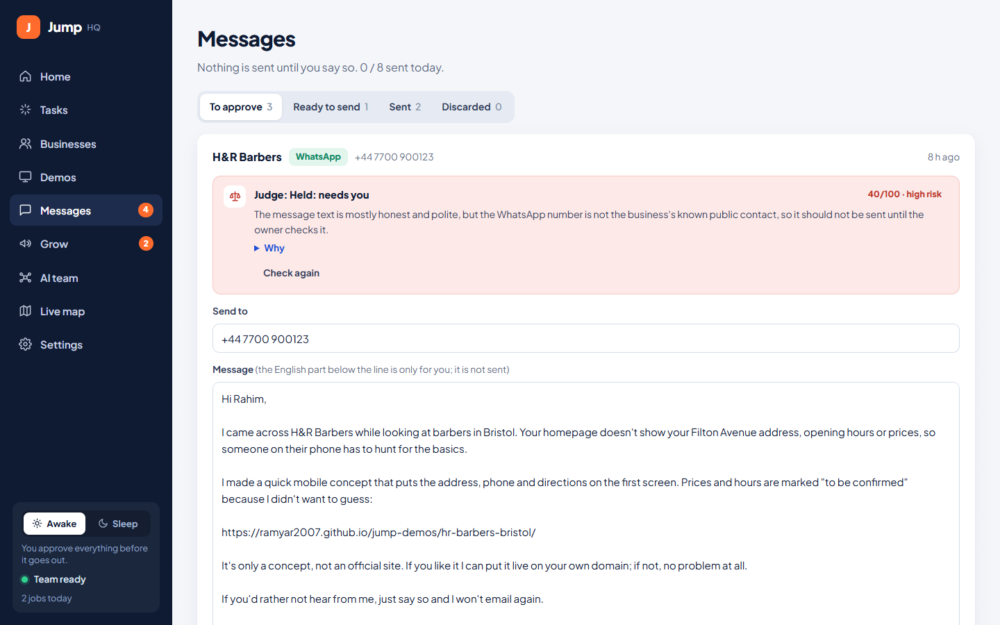 J Jump HQ
Home
Tasks
Businesses
Demos
Messages 4
Grow 2
AI team
Live map
Settings
Awake Sleep
You approve everything before
it goes out.
Team ready
2 jobs today
Messages
Nothing is sent until you say so. 0 / 8 sent today.
To approve 3 Ready to send 1 Sent 2 Discarded 0
H&R Barbers WhatsApp +44 7700 900123 8 h ago
Judge: Held: needs you 40/100 · high risk
The message text is mostly honest and polite, but the WhatsApp number is not the business's known public contact, so it should not be sent until the
owner checks it.
Why
Check again
Send to
+44 7700 900123
Message (the English part below the line is only for you; it is not sent)
Hi Rahim,
I came across H&R Barbers while looking at barbers in Bristol. Your homepage doesn't show your Filton Avenue address, opening hours or prices, so
someone on their phone has to hunt for the basics.
I made a quick mobile concept that puts the address, phone and directions on the first screen. Prices and hours are marked "to be confirmed"
because I didn't want to guess:
https://ramyar2007.github.io/jump-demos/hr-barbers-bristol/
It's only a concept, not an official site. If you like it I can put it live on your own domain; if not, no problem at all.
If you'd rather not hear from me, just say so and I won't email again.